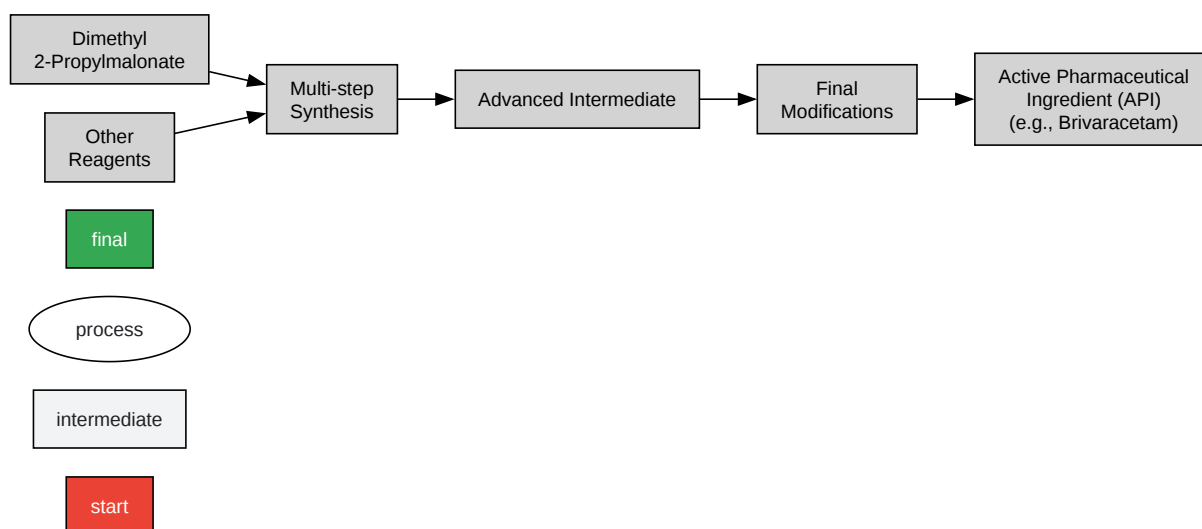 Dimethyl
2-Propylmalonate
Other
Reagents
Multi-step
Synthesis
Advanced Intermediate
Final
Modifications
Active Pharmaceutical
Ingredient (API)
(e.g., Brivaracetam)
final
process
intermediate
start